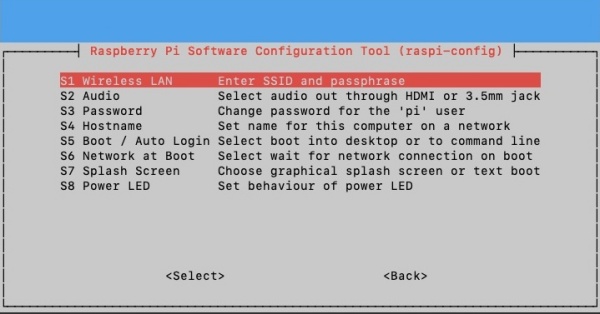 Raspberry Pi Software Configuration Tool (raspi-config)
S1 Wireless LAN Enter SSID and passphrase
S2 Audio Select audio out through HDMI or 3.5mm jack
S3 Password Change password for the 'pi' user
S4 Hostname Set name for this computer on a network
S5 Boot / Auto Login Select boot into desktop or to command line
S6 Network at Boot Select wait for network connection on boot
S7 Splash Screen Choose graphical splash screen or text boot
S8 Power LED Set behaviour of power LED
<Select> <Back>